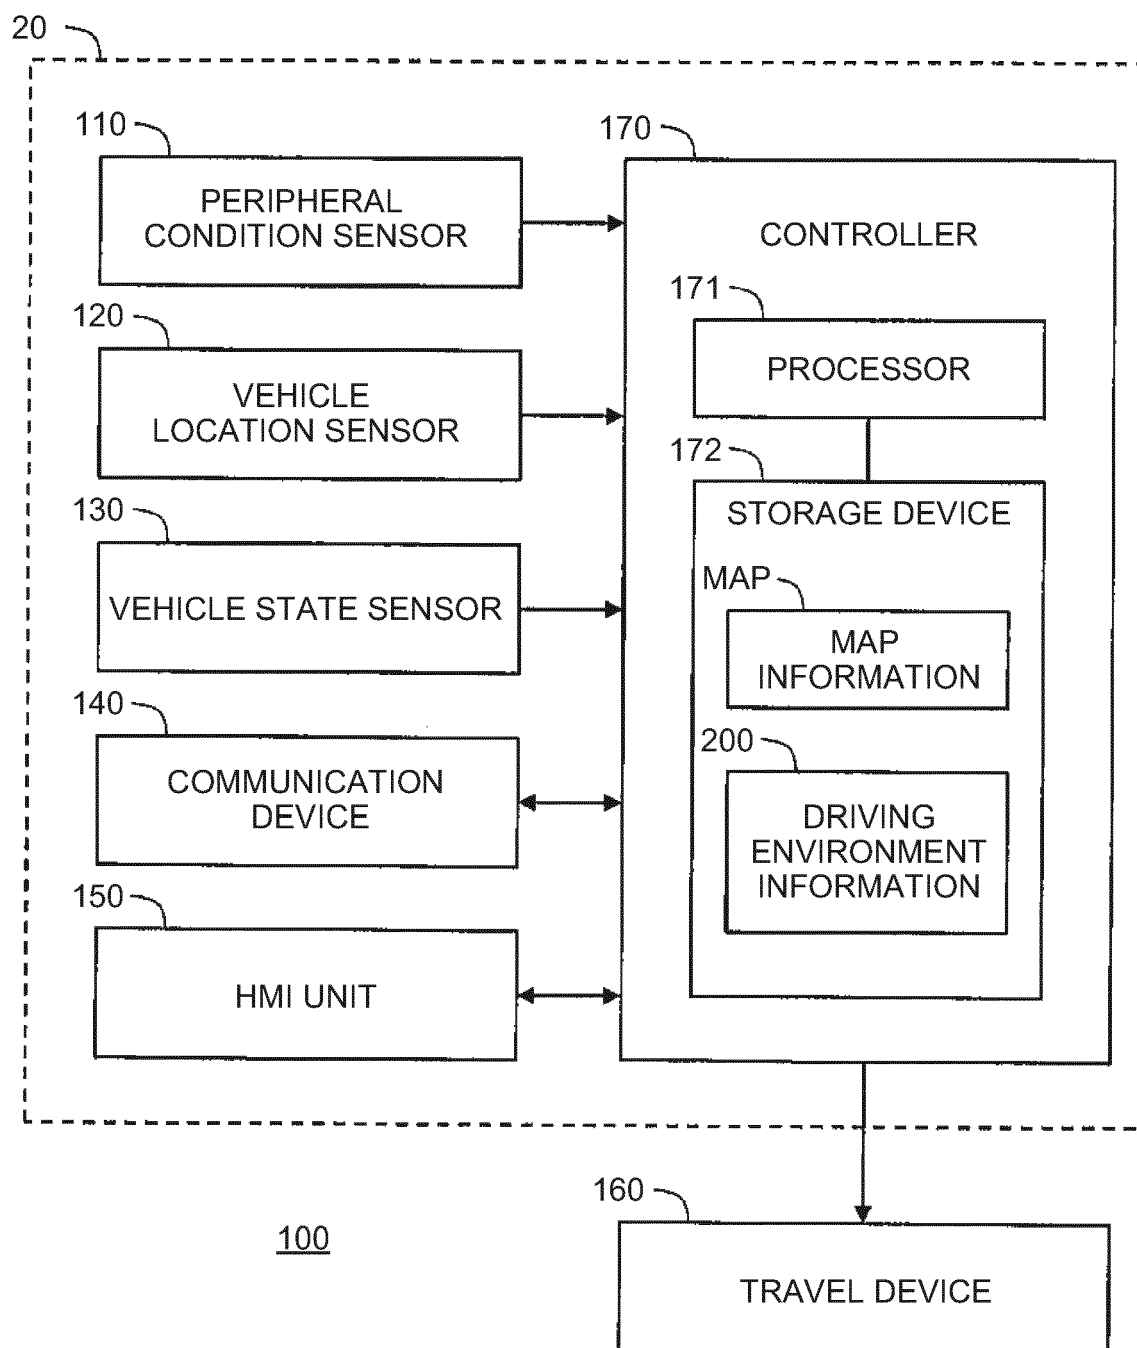 20
110
PERIPHERAL
CONDITION SENSOR
120
VEHICLE
LOCATION SENSOR
130
VEHICLE STATE SENSOR
140
COMMUNICATION
DEVICE
150
HMI UNIT
170
CONTROLLER
171
PROCESSOR
172
STORAGE DEVICE
MAP
MAP
INFORMATION
200
DRIVING
ENVIRONMENT
INFORMATION
160
TRAVEL DEVICE
100